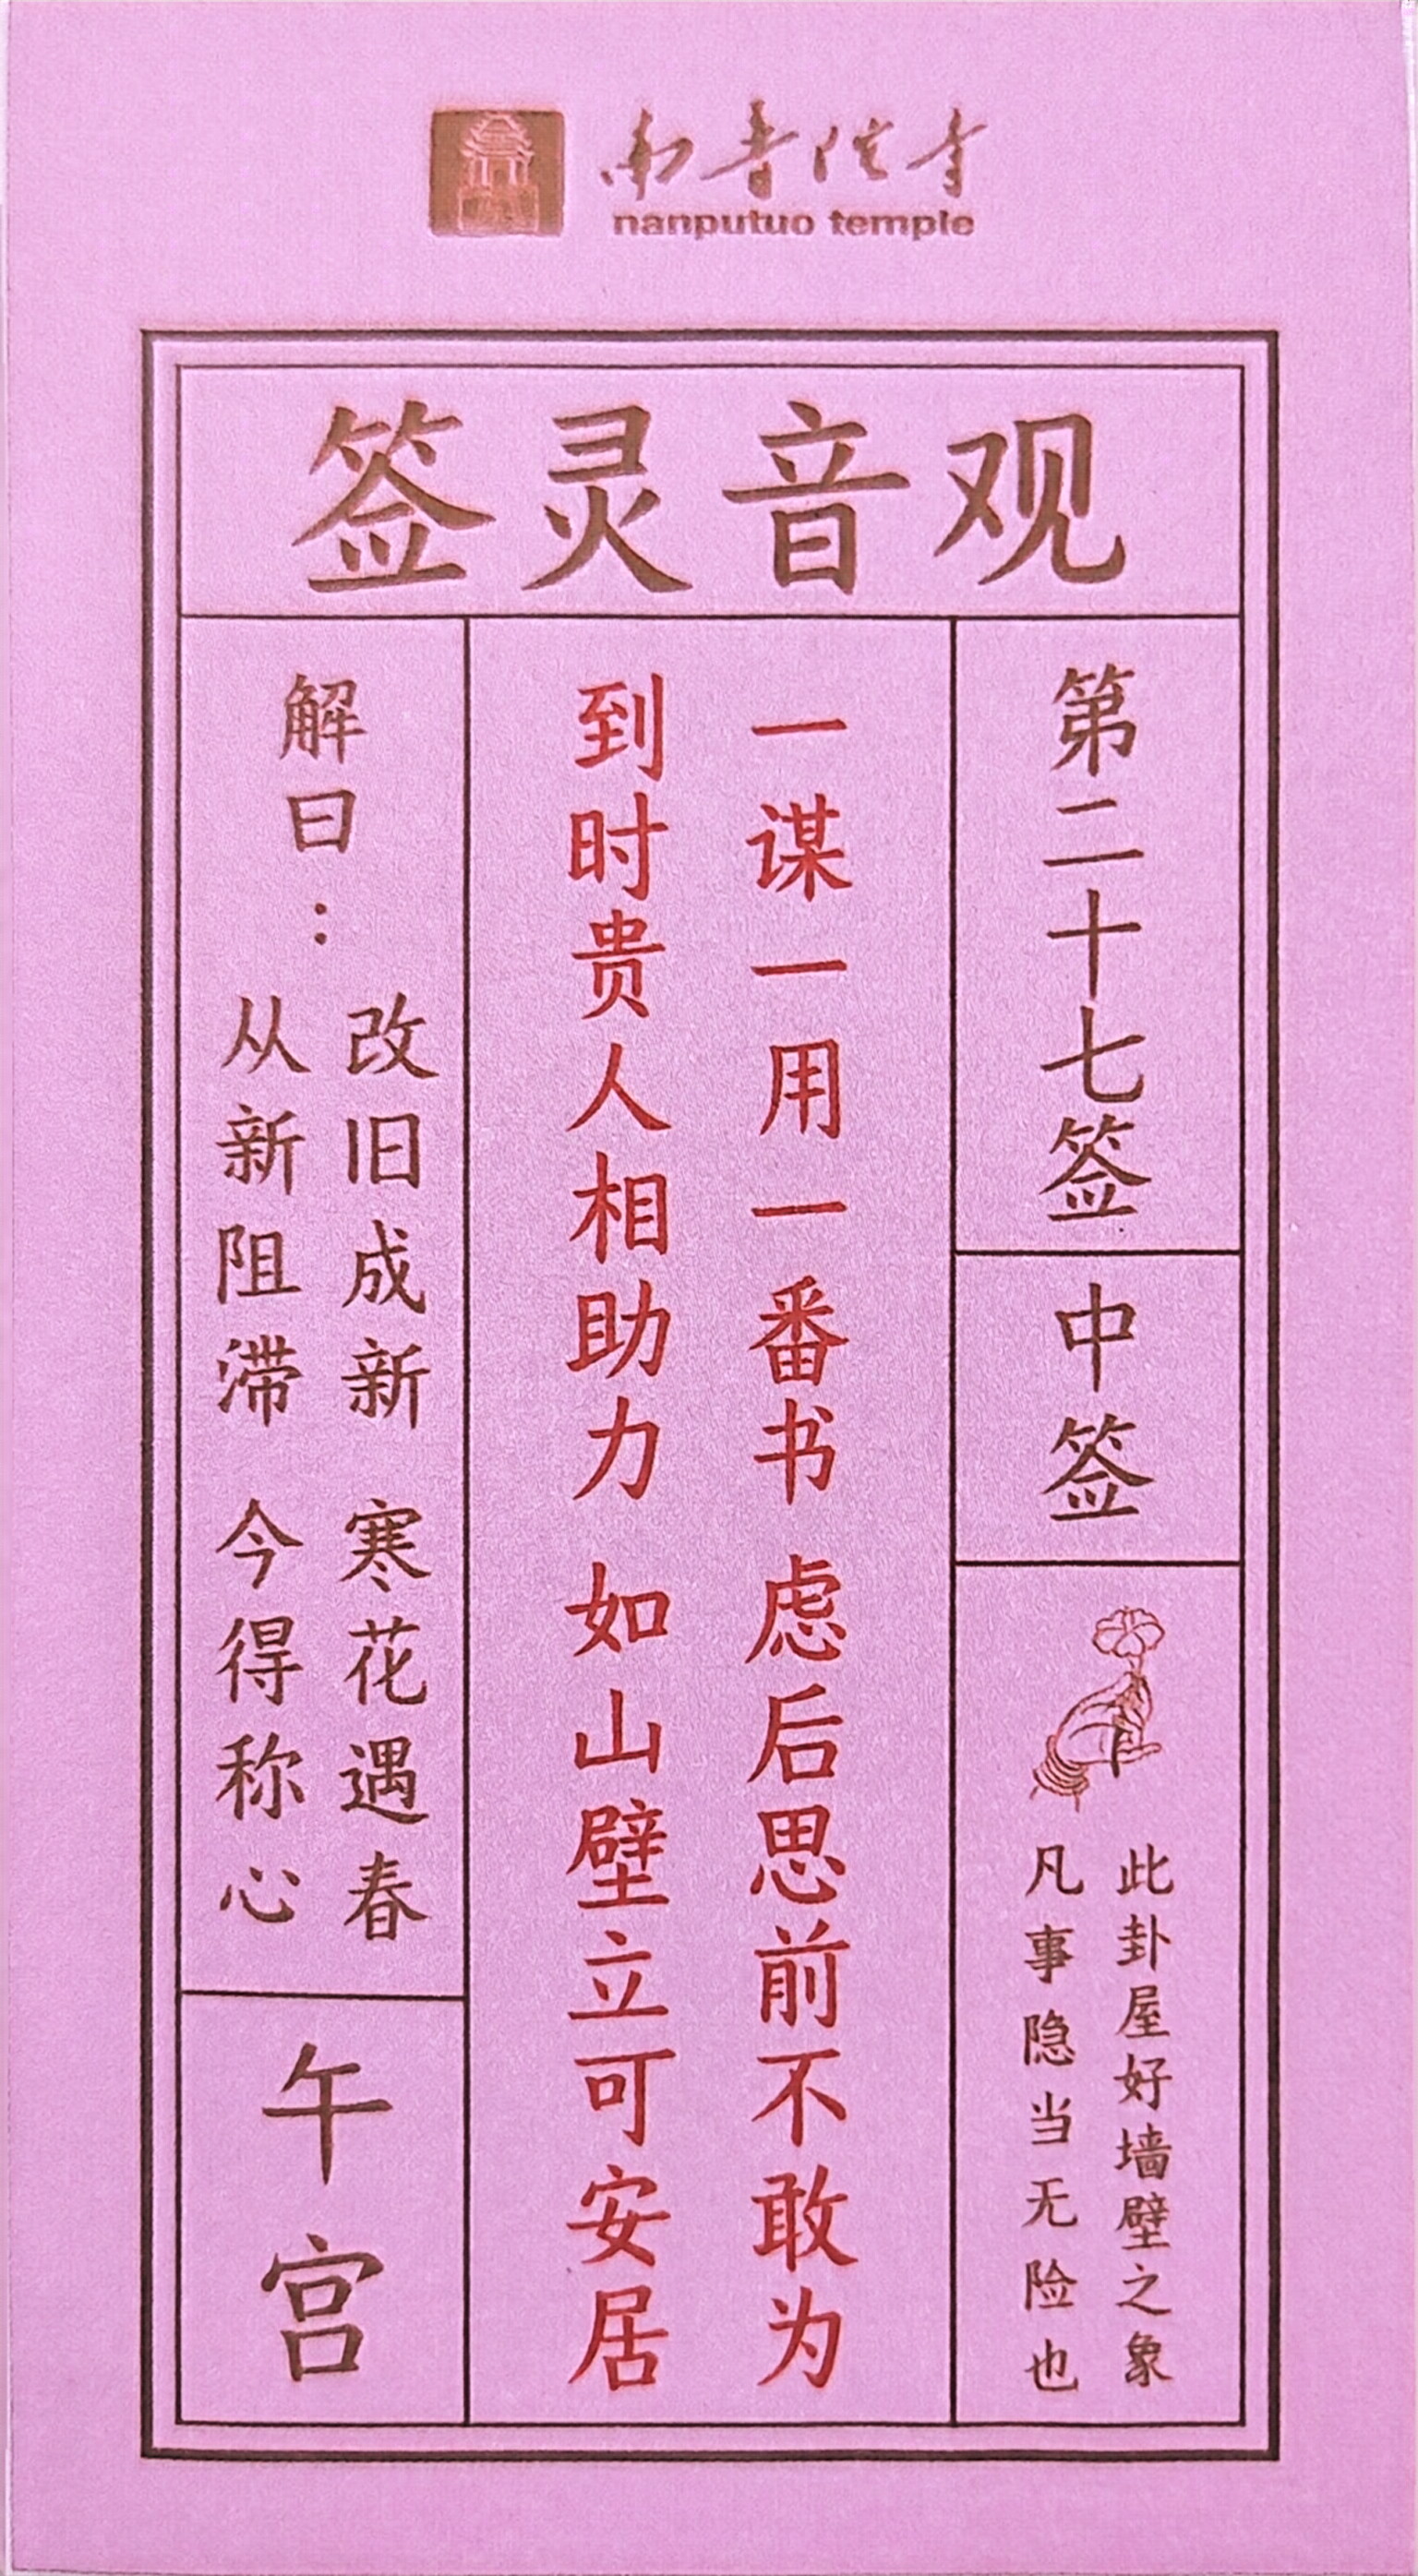 南普陀寺
nanputuo temple
观音灵签
第二十七签
中签
此卦屋好墙壁之象
凡事隐当无险也
一谋一用一番书 虑后思前不敢为
到时贵人相助力 如山壁立可安居
解曰：
改旧成新 寒花遇春
从新阻滞 今得称心
午宫